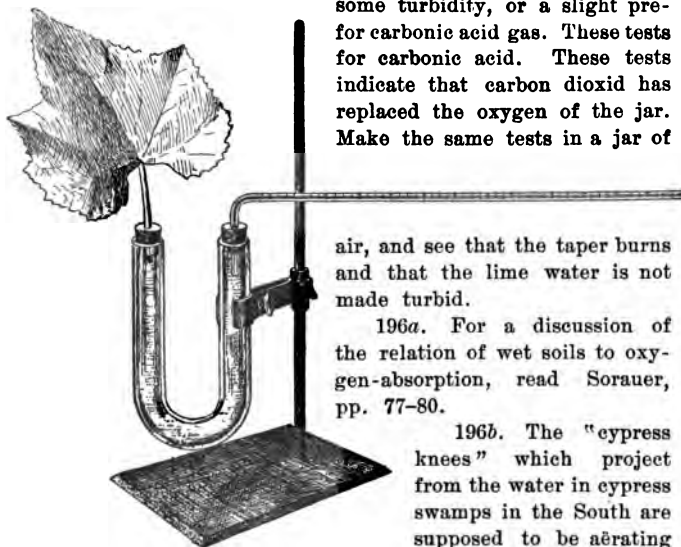 some turbidity, or a slight pre-
for carbonic acid gas. These tests
for carbonic acid. These tests
indicate that carbon dioxid has
replaced the oxygen of the jar.
Make the same tests in a jar of
air, and see that the taper burns
and that the lime water is not
made turbid.
196a. For a discussion of
the relation of wet soils to oxy-
gen-absorption, read Sorauer,
pp. 77–80.
196b. The "cypress
knees" which project
from the water in cypress
swamps in the South are
supposed to be aërating